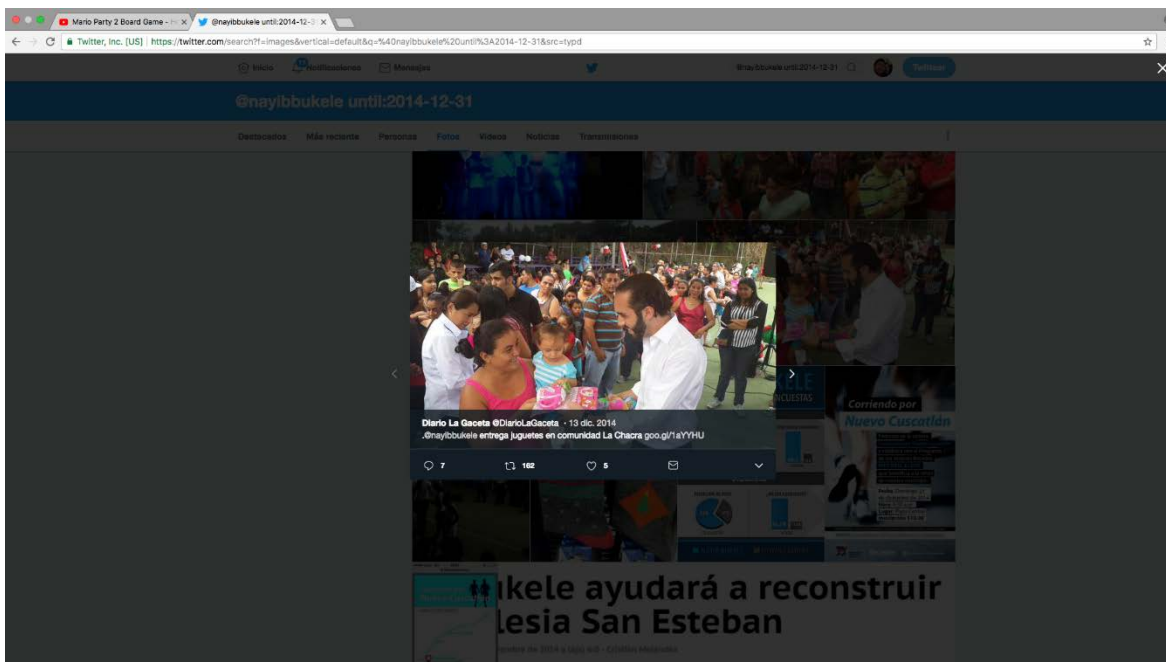 Mario Party 2 Board Game -
@nayibbukele until:2014-12-3
Twitter, Inc. [US] | https://twitter.com/search?f=images&vertical=default&q=%40nayibbukele%20until%3A2014-12-31&src=typd
Inicio Notificaciones Mensajes @nayibbukele until:2014-12-31 Twittear
@nayibbukele until:2014-12-31
Destacados Más reciente Personas Fotos Videos Noticias Transmisiones
ENCUESTAS
Corriendo por
Nuevo Cuscatlán
Diario La Gaceta @DiarioLaGaceta · 13 dic. 2014
.@nayibbukele entrega juguetes en comunidad La Chacra goo.gl/1aYYHU
7 162 5
ukele ayudará a reconstruir
lesia San Esteban